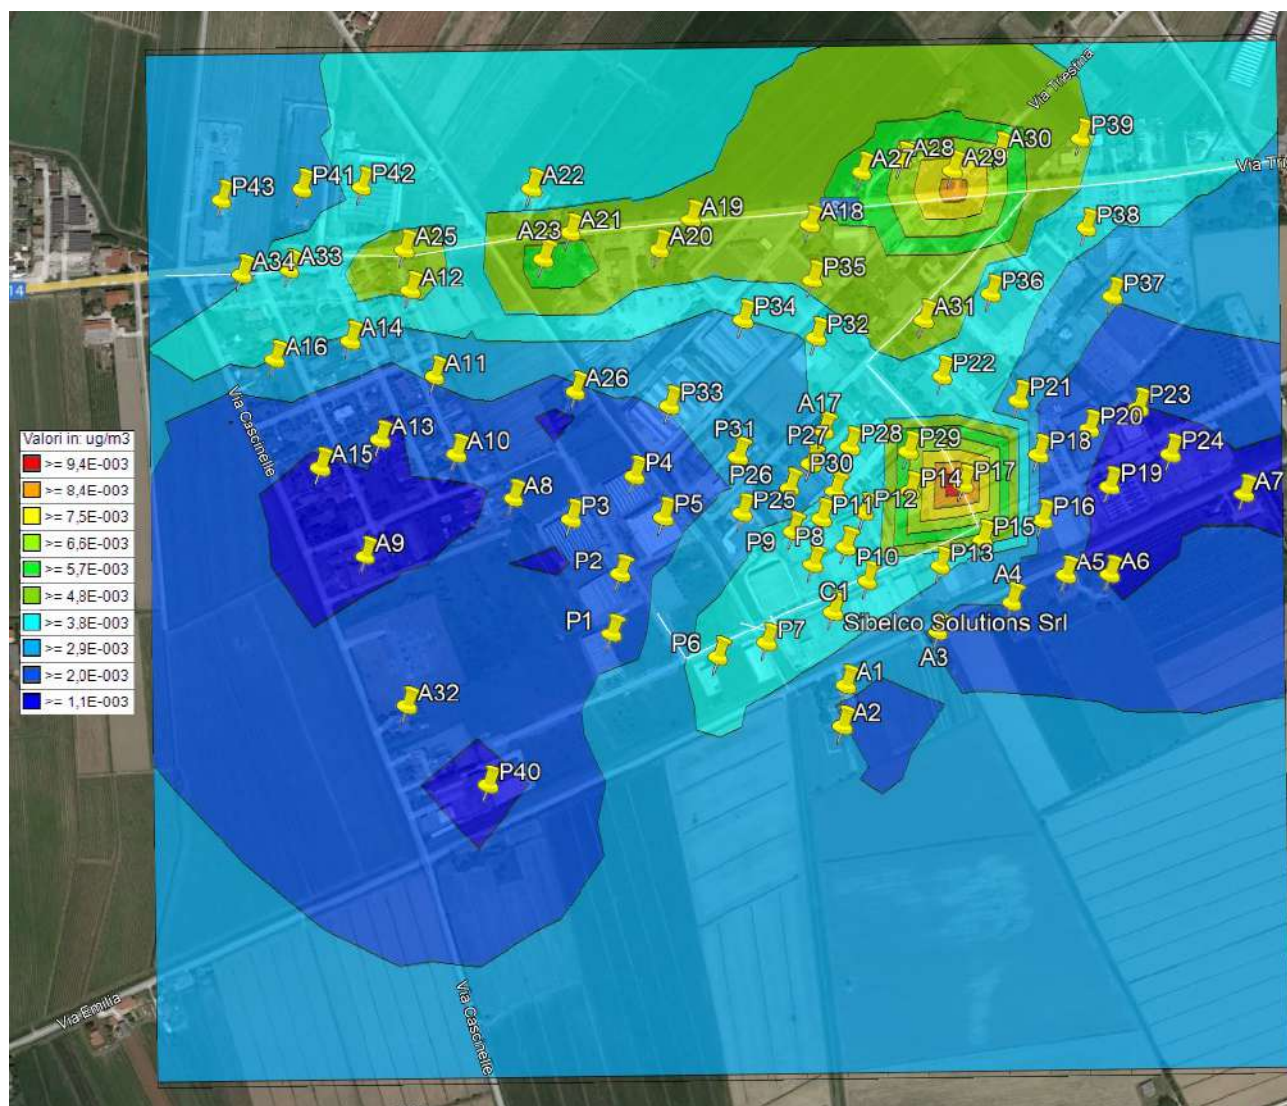 Via Triestina
P39
A30
A28
A29
A27
Via Tri
P43
P41
P42
A22
A19
A18
P38
A21
A20
A23
A25
A34
A33
A12
P35
P36
P37
14
P34
P32
A31
A14
A16
A11
A26
P33
P22
P21
P23
P20
Via Cascinelle
A13
A15
A10
A17
P27
P28
P29
P31
P30
P26
P18
P24
P4
A8
P14
P17
P19
A7
P3
P5
P25
P11
P12
P16
P15
P9
P8
A9
P2
P10
P13
A5
A6
A4
C1
Sibelco Solutions Srl
P1
P6
P7
A3
A1
A2
A32
P40
Via Emilia
Via Cascinelle
Valori in: ug/m3
>= 9,4E-003
>= 8,4E-003
>= 7,5E-003
>= 6,6E-003
>= 5,7E-003
>= 4,8E-003
>= 3,8E-003
>= 2,9E-003
>= 2,0E-003
>= 1,1E-003